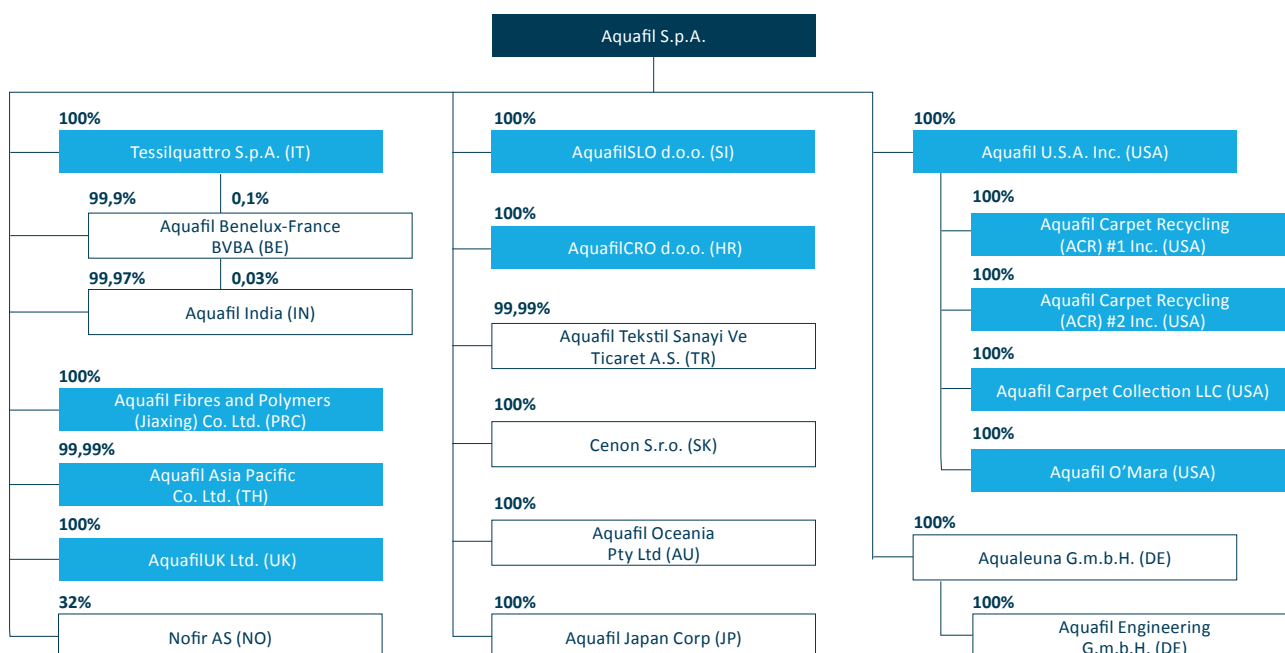 Aquafil S.p.A.
100%
Tessilquattro S.p.A. (IT)
99,9%
0,1%
Aquafil Benelux-France
BVBA (BE)
99,97%
0,03%
Aquafil India (IN)
100%
Aquafil Fibres and Polymers
(Jiaxing) Co. Ltd. (PRC)
99,99%
Aquafil Asia Pacific
Co. Ltd. (TH)
100%
AquafilUK Ltd. (UK)
32%
Nofir AS (NO)
100%
AquafilSLO d.o.o. (SI)
100%
AquafilCRO d.o.o. (HR)
99,99%
Aquafil Tekstil Sanayi Ve
Ticaret A.S. (TR)
100%
Cenon S.r.o. (SK)
100%
Aquafil Oceania
Pty Ltd (AU)
100%
Aquafil Japan Corp (JP)
100%
Aquafil U.S.A. Inc. (USA)
100%
Aquafil Carpet Recycling
(ACR) #1 Inc. (USA)
100%
Aquafil Carpet Recycling
(ACR) #2 Inc. (USA)
100%
Aquafil Carpet Collection LLC (USA)
100%
Aquafil O’Mara (USA)
100%
Aqualeuna G.m.b.H. (DE)
100%
Aquafil Engineering
G.m.b.H. (DE)